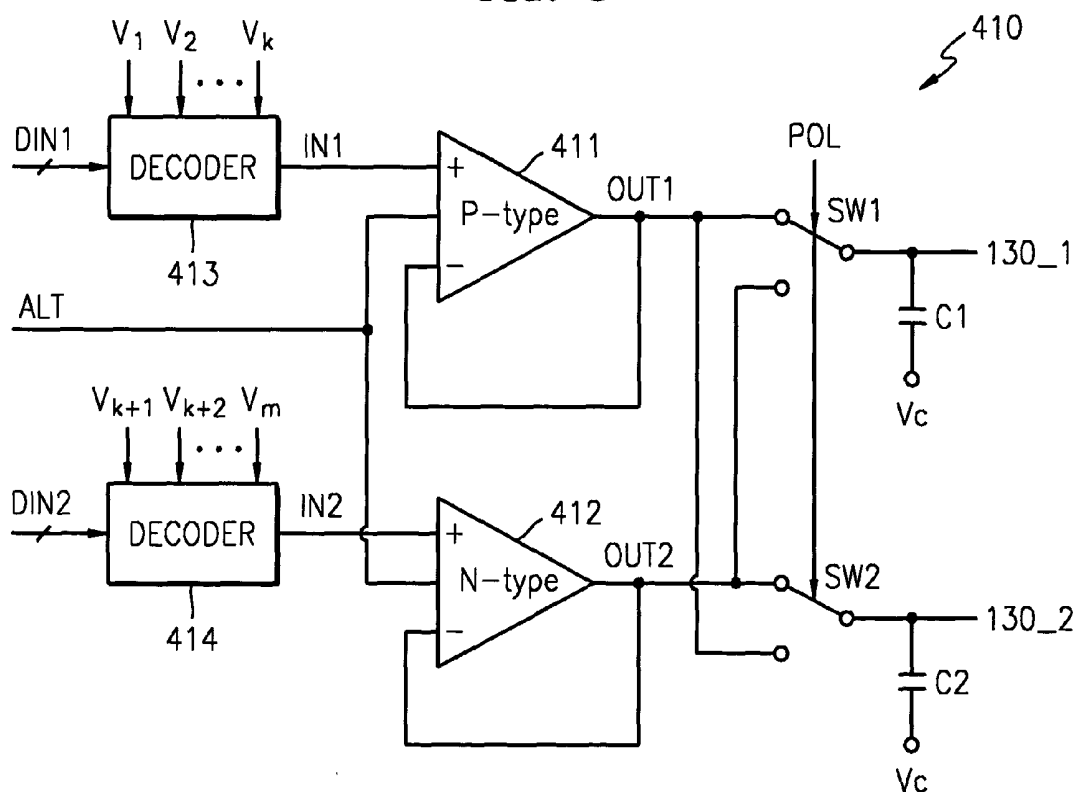 410
V1 V2 ... Vk
DIN1
DECODER
IN1
413
+
P-type
−
411
OUT1
POL
SW1
130_1
C1
Vc
ALT
Vk+1 Vk+2 ... Vm
DIN2
DECODER
IN2
414
+
N-type
−
412
OUT2
SW2
130_2
C2
Vc